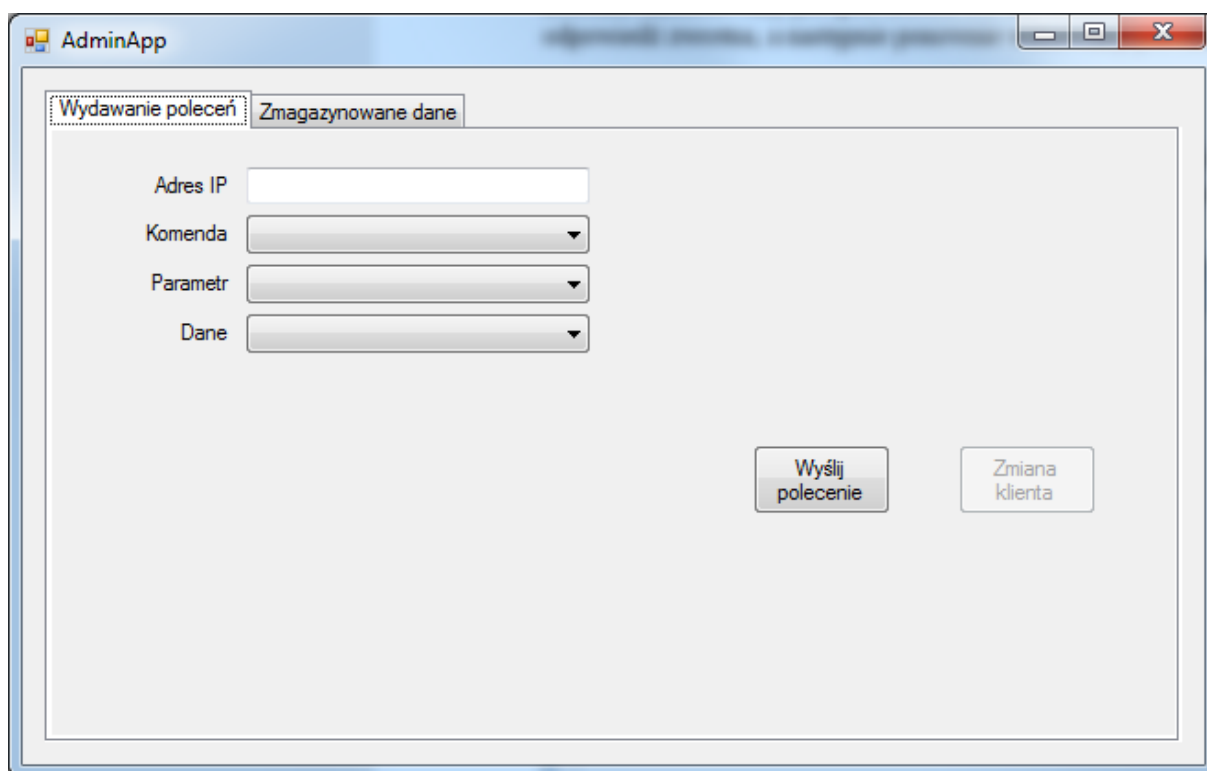 AdminApp
Wydawanie poleceń
Zmagazynowane dane
Adres IP
Komenda
Parametr
Dane
Wyślij
polecenie
Zmiana
klienta